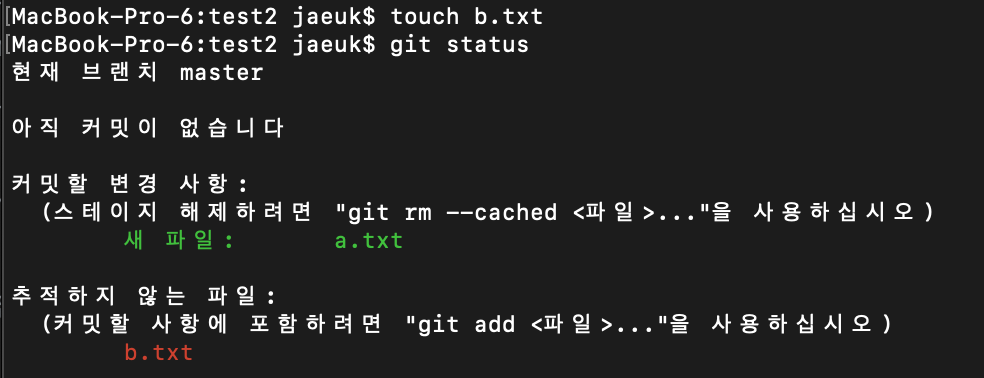 [MacBook-Pro-6:test2 jaeuk$ touch b.txt
[MacBook-Pro-6:test2 jaeuk$ git status
현재 브랜치 master
아직 커밋이 없습니다
커밋할 변경 사항:
(스테이지 해제하려면 "git rm --cached <파일>..."을 사용하십시오)
새 파일: a.txt
추적하지 않는 파일:
(커밋할 사항에 포함하려면 "git add <파일>..."을 사용하십시오)
b.txt